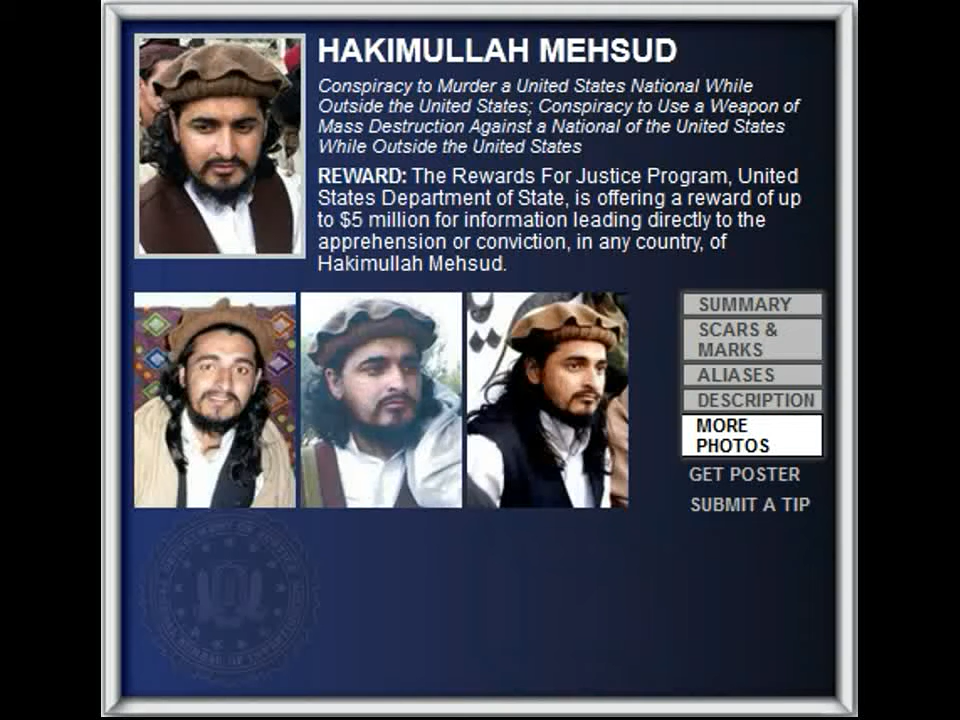 HAKIMULLAH MEHSUD
Conspiracy to Murder a United States National While
Outside the United States; Conspiracy to Use a Weapon of
Mass Destruction Against a National of the United States
While Outside the United States
REWARD: The Rewards For Justice Program, United
States Department of State, is offering a reward of up
to $5 million for information leading directly to the
apprehension or conviction, in any country, of
Hakimullah Mehsud.
SUMMARY
SCARS &
MARKS
ALIASES
DESCRIPTION
MORE
PHOTOS
GET POSTER
SUBMIT A TIP